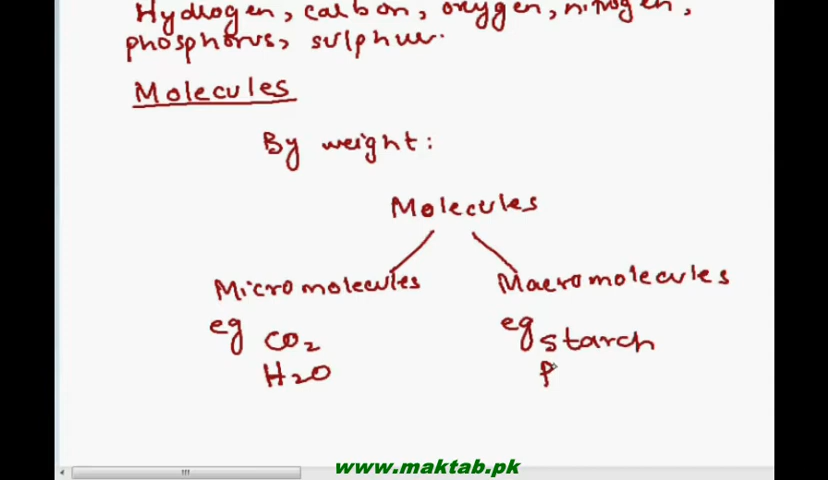 Hydrogen, carbon, oxygen, nitrogen,
phosphorus, sulphur.
Molecules
By weight:
Molecules
Micromolecules Macromolecules
eg CO2 eg starch
H2O P
www.maktab.pk